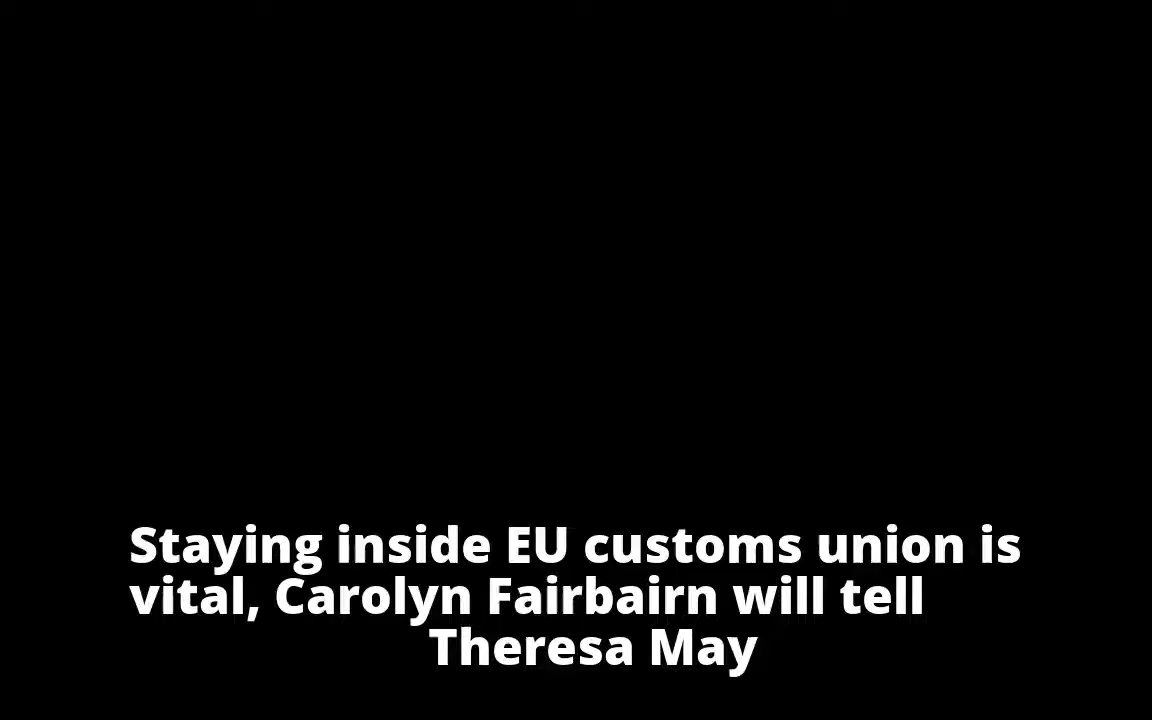 Staying inside EU customs union is
vital, Carolyn Fairbairn will tell
Theresa May